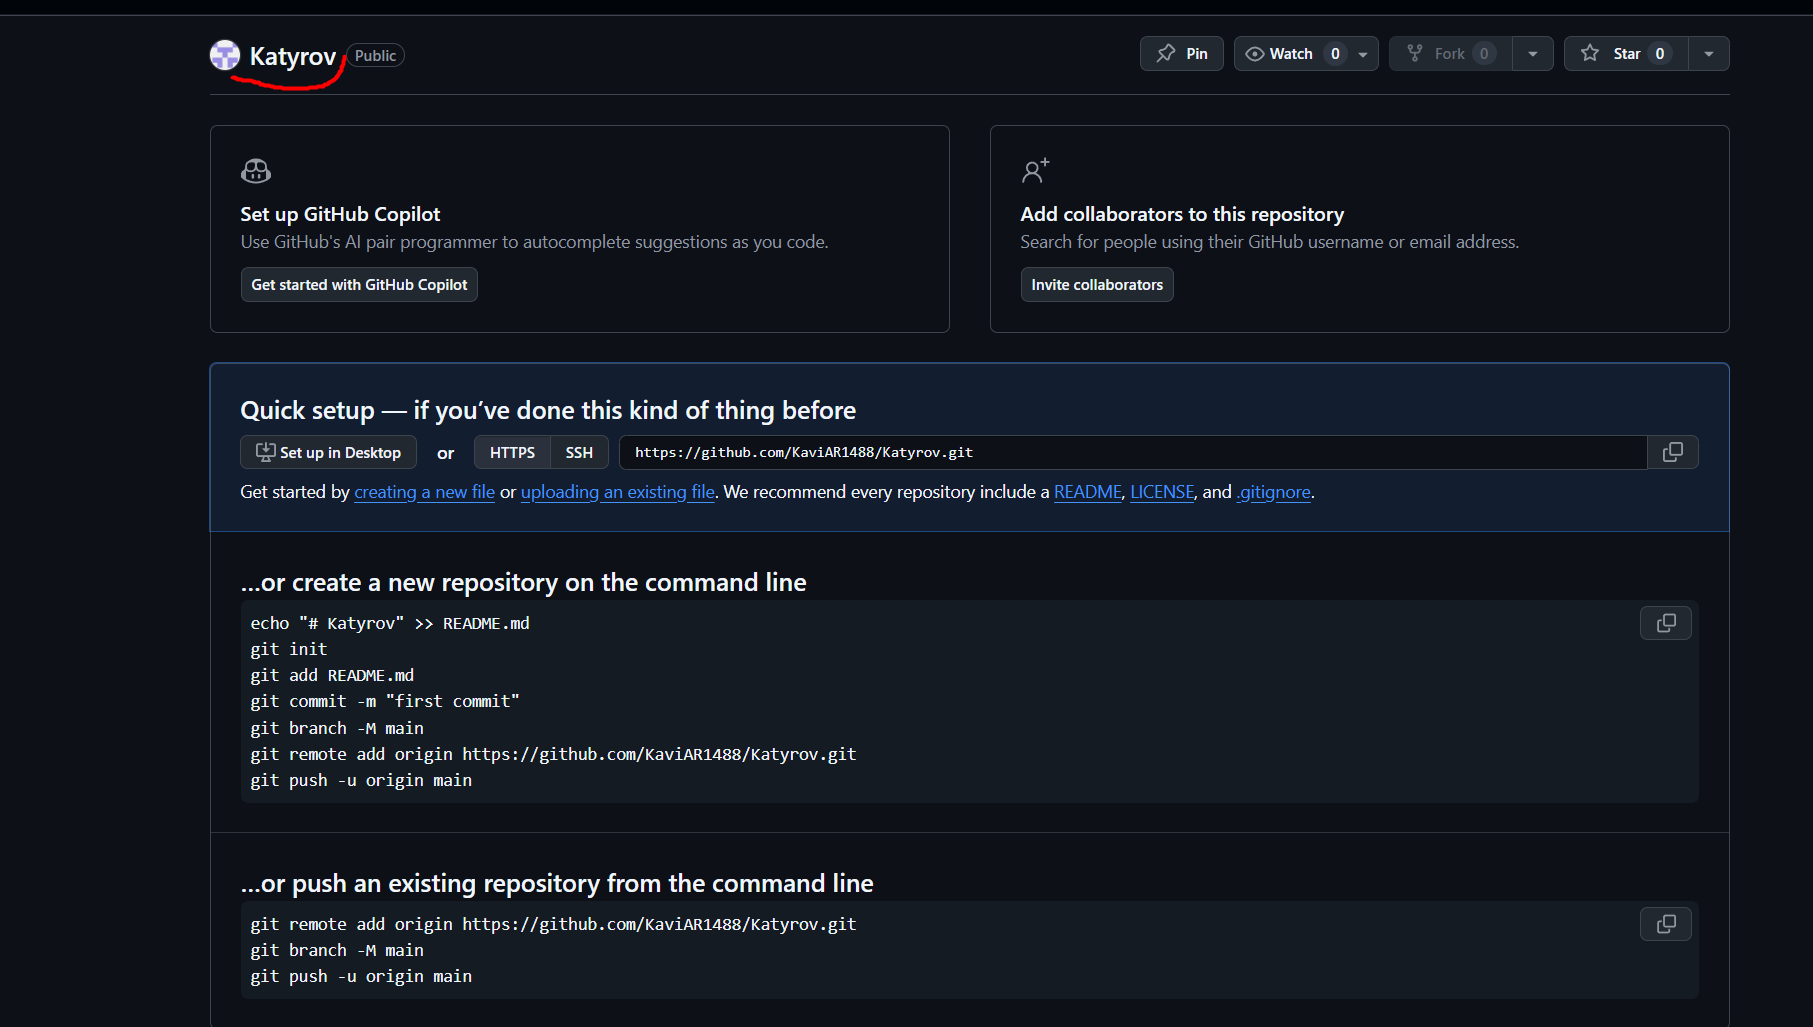 Katyrov Public Pin Watch 0 Fork 0 Star 0
Set up GitHub Copilot
Use GitHub's AI pair programmer to autocomplete suggestions as you code.
Get started with GitHub Copilot
Add collaborators to this repository
Search for people using their GitHub username or email address.
Invite collaborators
Quick setup — if you’ve done this kind of thing before
Set up in Desktop or HTTPS SSH https://github.com/KaviAR1488/Katyrov.git
Get started by creating a new file or uploading an existing file. We recommend every repository include a README, LICENSE, and .gitignore.
…or create a new repository on the command line
echo "# Katyrov" >> README.md
git init
git add README.md
git commit -m "first commit"
git branch -M main
git remote add origin https://github.com/KaviAR1488/Katyrov.git
git push -u origin main
…or push an existing repository from the command line
git remote add origin https://github.com/KaviAR1488/Katyrov.git
git branch -M main
git push -u origin main